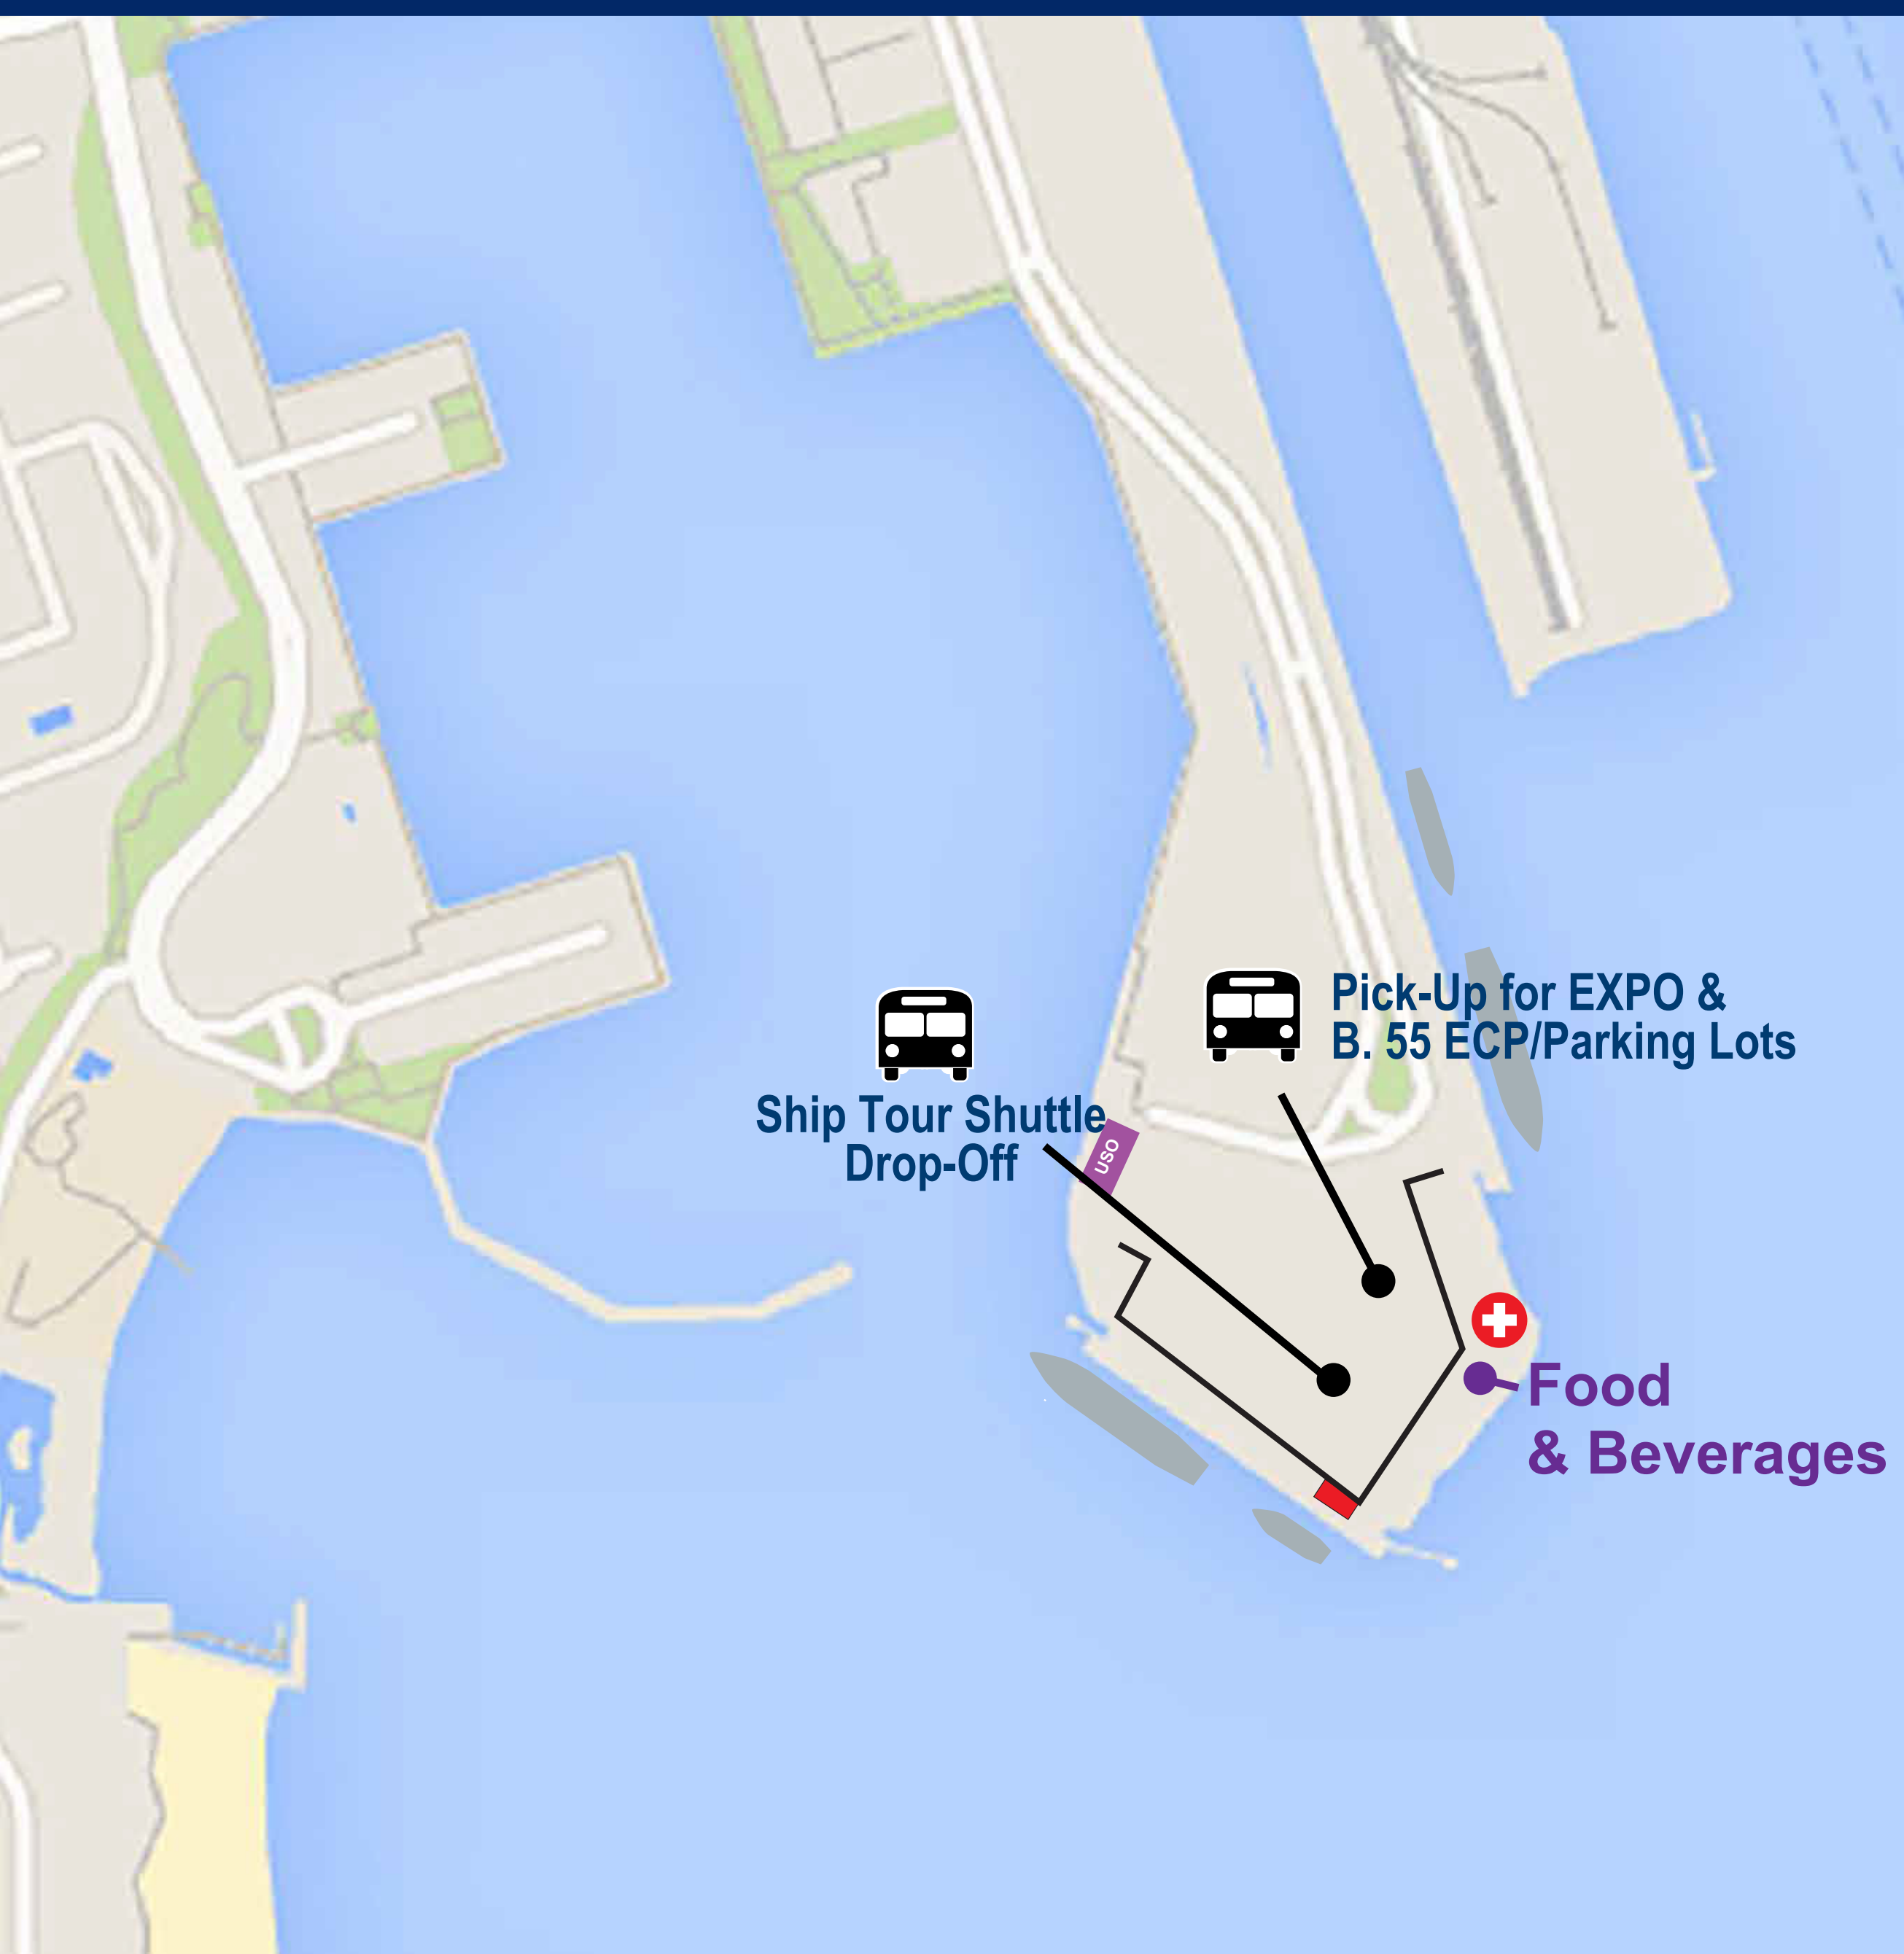 Pick-Up for EXPO &
B. 55 ECP/Parking Lots
Ship Tour Shuttle
Drop-Off
USO
Food
& Beverages